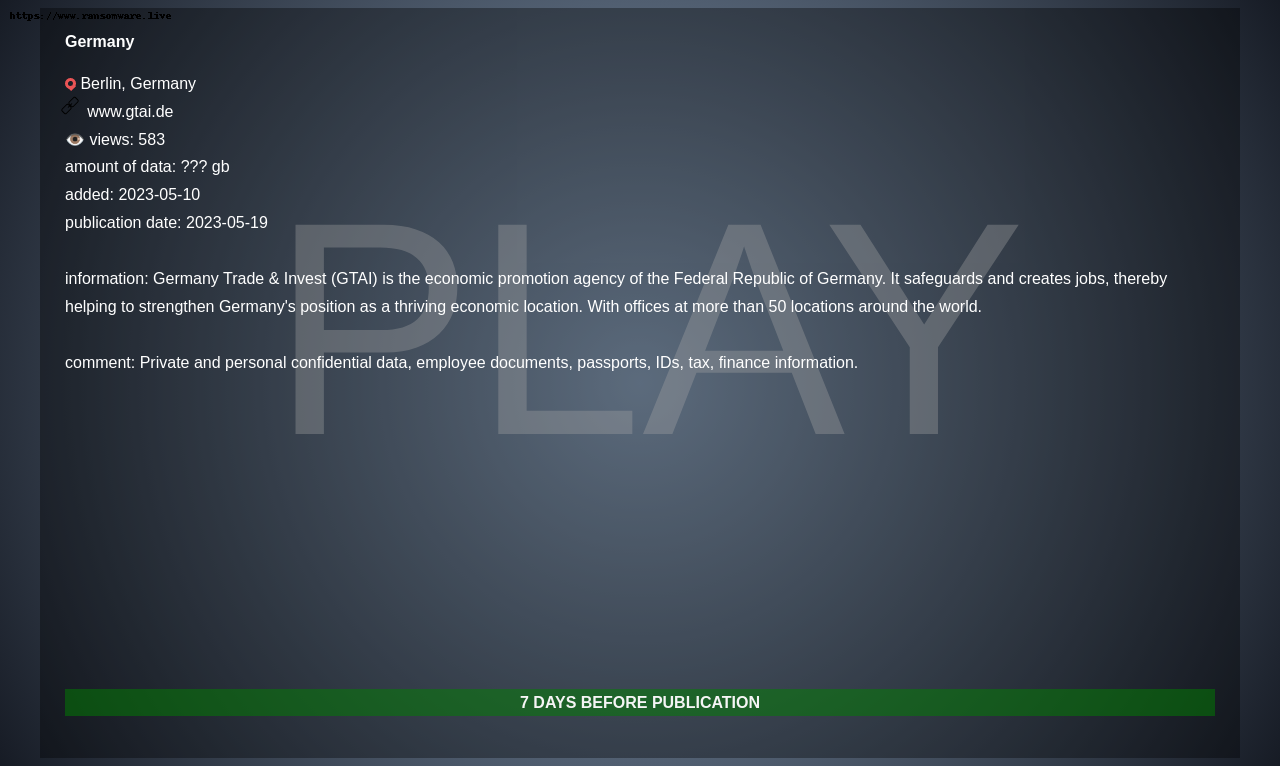 https://www.ransomware.live
Germany
Berlin, Germany
www.gtai.de
views: 583
amount of data: ??? gb
added: 2023-05-10
publication date: 2023-05-19
PLAY
information: Germany Trade & Invest (GTAI) is the economic promotion agency of the Federal Republic of Germany. It safeguards and creates jobs, thereby
helping to strengthen Germany's position as a thriving economic location. With offices at more than 50 locations around the world.
comment: Private and personal confidential data, employee documents, passports, IDs, tax, finance information.
7 DAYS BEFORE PUBLICATION